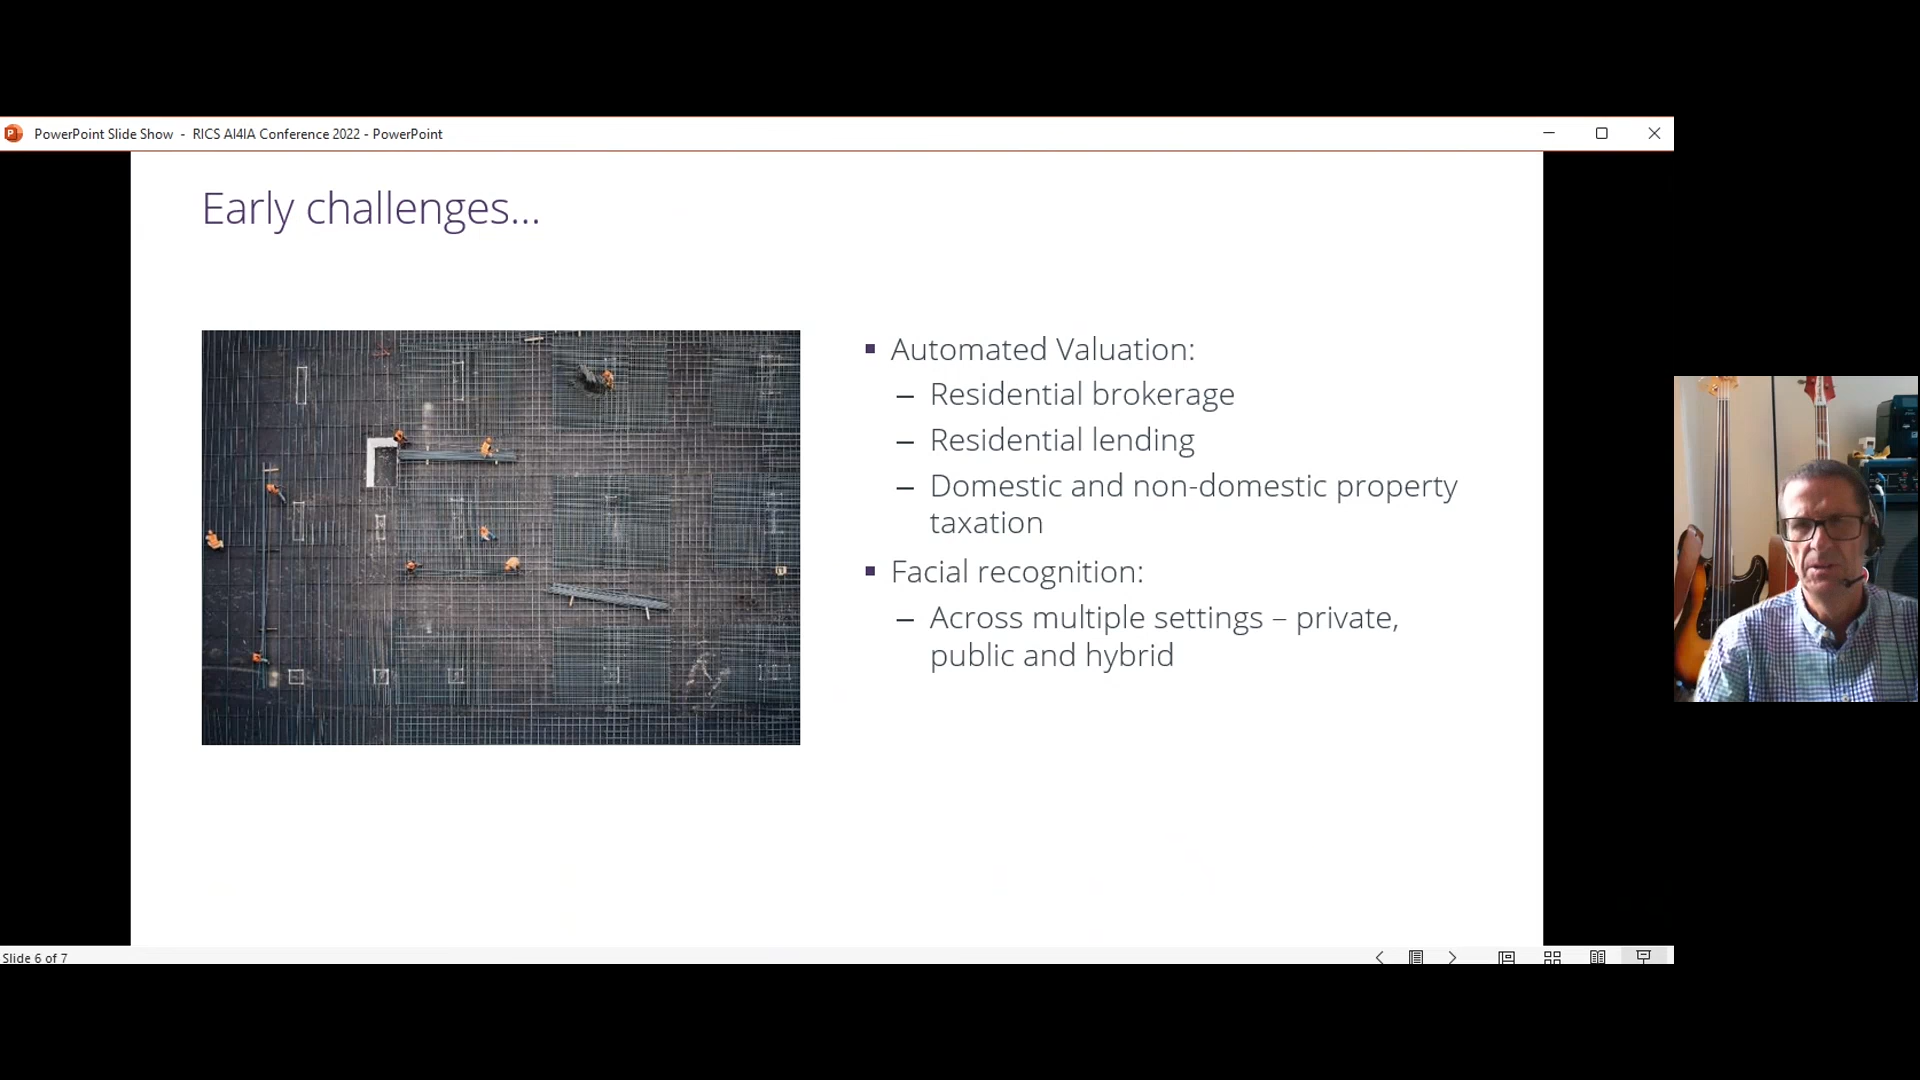 PowerPoint Slide Show - RICS AI4IA Conference 2022 - PowerPoint
Early challenges...
▪ Automated Valuation:
– Residential brokerage
– Residential lending
– Domestic and non-domestic property
taxation
▪ Facial recognition:
– Across multiple settings – private,
public and hybrid
Slide 6 of 7